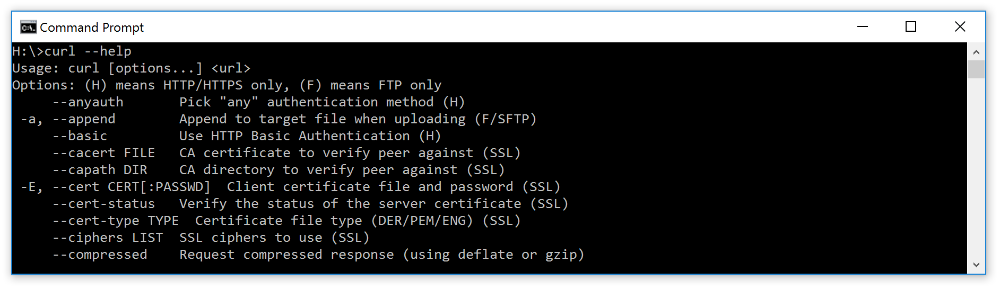 Command Prompt
H:\>curl --help
Usage: curl [options...] <url>
Options: (H) means HTTP/HTTPS only, (F) means FTP only
     --anyauth       Pick "any" authentication method (H)
 -a, --append        Append to target file when uploading (F/SFTP)
     --basic         Use HTTP Basic Authentication (H)
     --cacert FILE   CA certificate to verify peer against (SSL)
     --capath DIR    CA directory to verify peer against (SSL)
 -E, --cert CERT[:PASSWD]  Client certificate file and password (SSL)
     --cert-status   Verify the status of the server certificate (SSL)
     --cert-type TYPE  Certificate file type (DER/PEM/ENG) (SSL)
     --ciphers LIST  SSL ciphers to use (SSL)
     --compressed    Request compressed response (using deflate or gzip)